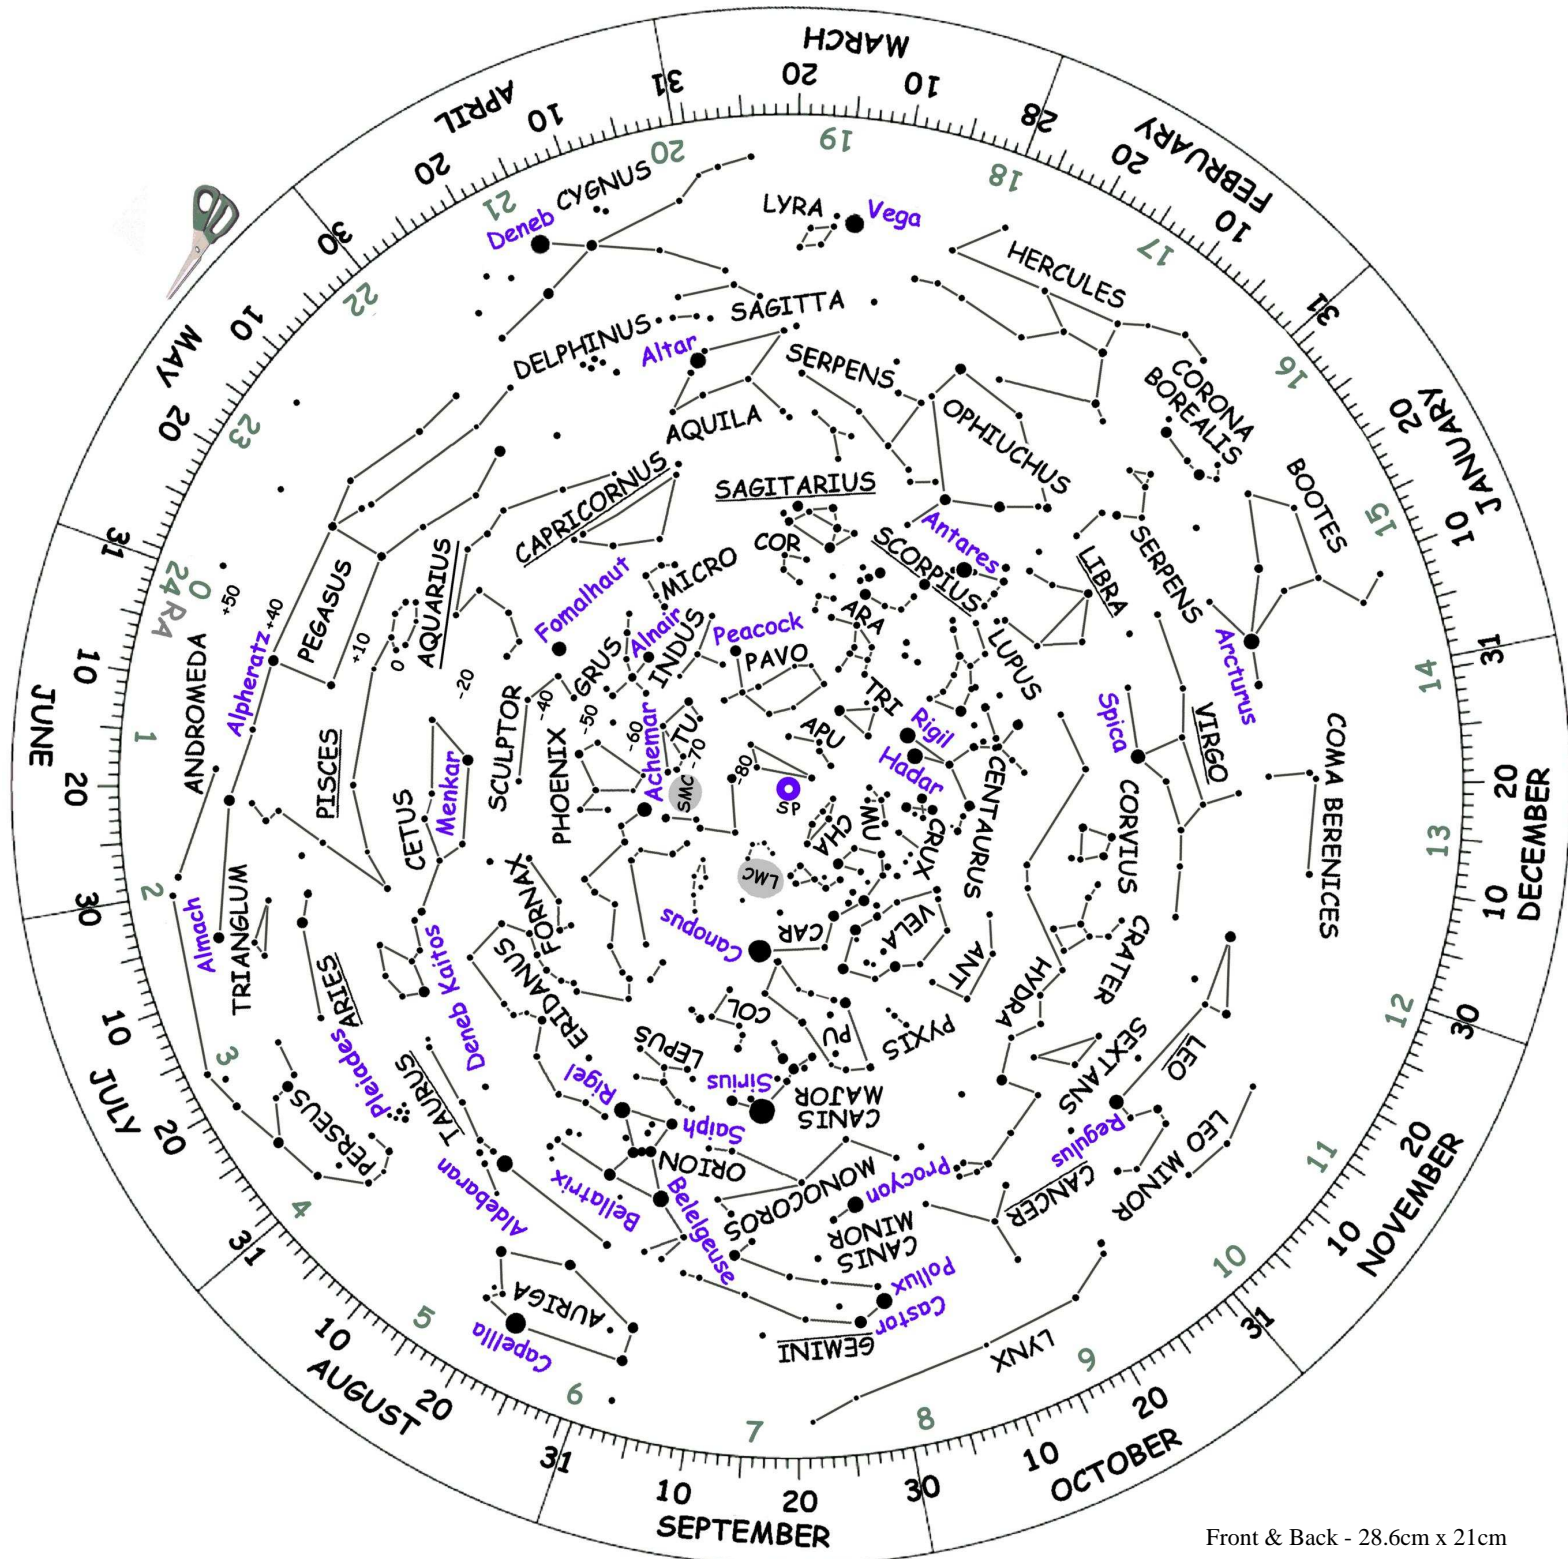 MARCH
31
20
10
28
FEBRUARY
20
10
31
JANUARY
20
10
31
DECEMBER
20
10
30
NOVEMBER
20
10
31
OCTOBER
20
10
30
SEPTEMBER
20
10
31
AUGUST
20
10
31
JULY
20
10
30
JUNE
20
10
31
MAY
20
10
30
APRIL
20
10
20
19
18
17
16
15
14
13
12
11
10
9
8
7
6
5
4
3
2
1
0
24RA
23
22
21
+50
+40
+10
0
-20
-40
-50
-60
-70
-80
CYGNUS
Deneb
LYRA
Vega
HERCULES
SAGITTA
DELPHINUS
Altar
SERPENS
AQUILA
OPHIUCHUS
CORONA
BOREALIS
BOOTES
CAPRICORNUS
SAGITARIUS
Antares
COR
SCORPIUS
MICRO
LIBRA
SERPENS
PEGASUS
AQUARIUS
Fomalhaut
Alnair
GRUS
INDUS
Peacock
PAVO
ARA
LUPUS
Arcturus
ANDROMEDA
Alpheratz
PISCES
SCULPTOR
PHOENIX
Achemar
TU
APU
TRI
Rigil
Hadar
CENTAURUS
Spica
VIRGO
COMA BERENICES
CETUS
Menkar
SMC
SP
CHA
MU
CRUX
CORVIUS
LMC
Almach
TRIANGLUM
ARIES
Deneb Kaitos
FORNAX
ERIDANUS
Canopus
CAR
VELA
ANT
HYDRA
CRATER
COL
PU
PYXIS
SEXTANS
LEO
Pleiades
TAURUS
PERSEUS
LEPUS
Rigel
Sirius
CANIS
MAJOR
Saiph
ORION
Regulus
LEO MINOR
Aldebaran
Bellatrix
Belelgeuse
MONOCOROS
Procyon
CANIS
MINOR
CANCER
Pollux
Castor
GEMINI
AURIGA
Capellla
LYNX
Front & Back - 28.6cm x 21cm